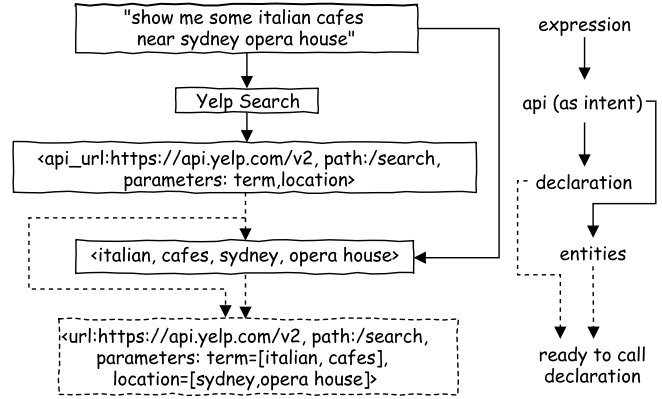 "show me some italian cafes
near sydney opera house"
Yelp Search
<api_url:https://api.yelp.com/v2, path:/search,
parameters: term,location>
<italian, cafes, sydney, opera house>
<url:https://api.yelp.com/v2, path:/search,
parameters: term=[italian, cafes],
location=[sydney,opera house]>
expression
api (as intent)
declaration
entities
ready to call
declaration